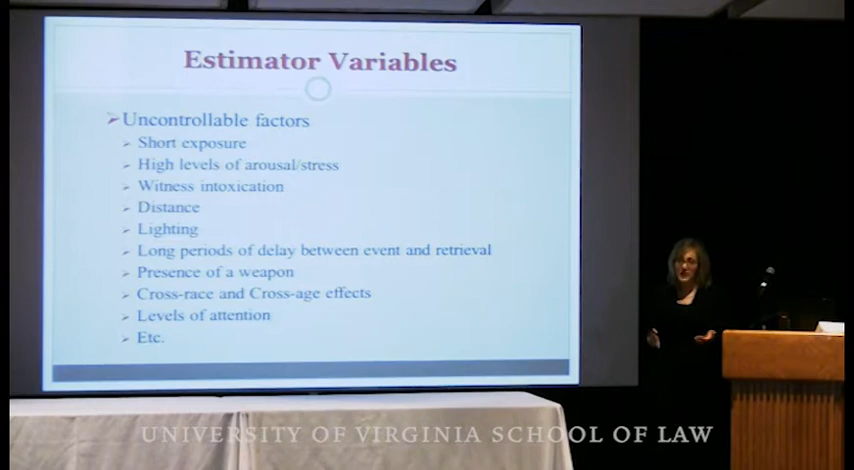 Estimator Variables
Uncontrollable factors
Short exposure
High levels of arousal/stress
Witness intoxication
Distance
Lighting
Long periods of delay between event and retrieval
Presence of a weapon
Cross-race and Cross-age effects
Levels of attention
Etc.
UNIVERSITY OF VIRGINIA SCHOOL OF LAW